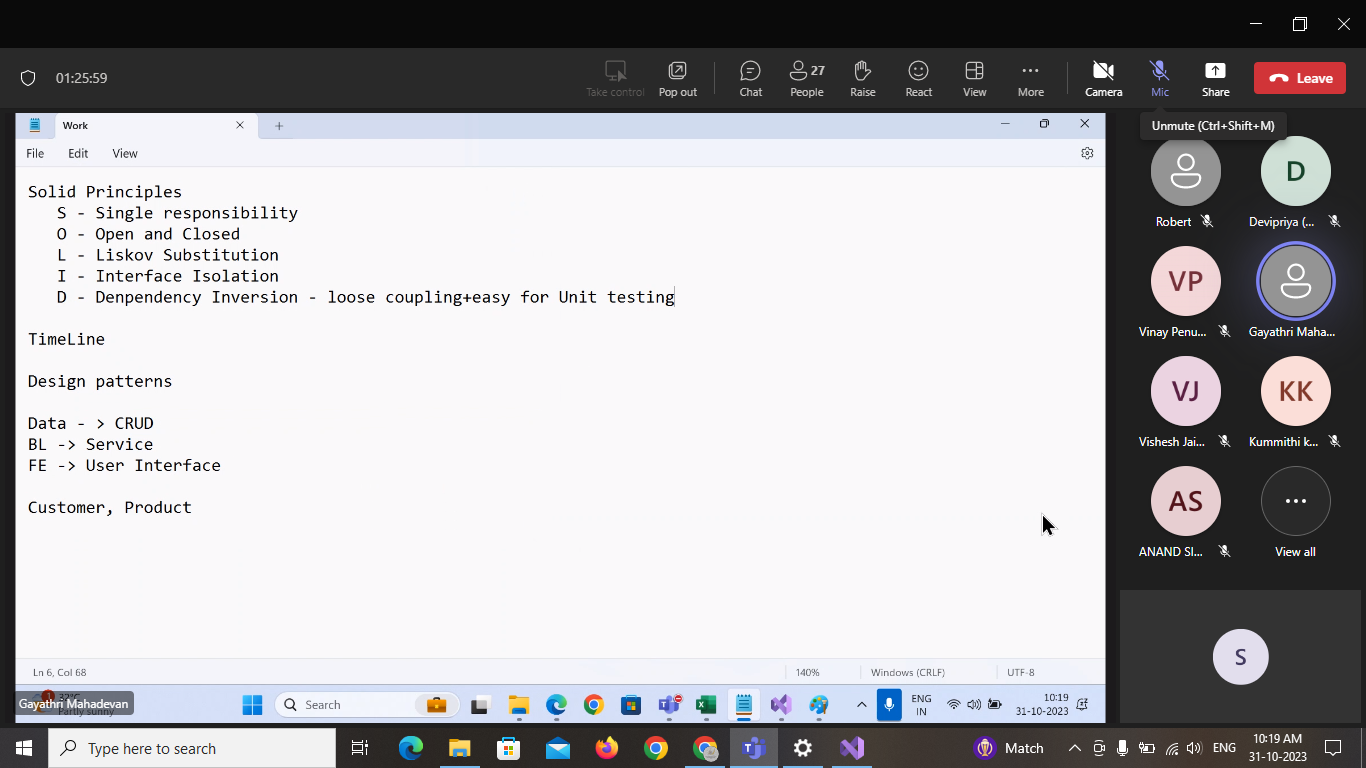 01:25:59
Take control
Pop out
Chat
27
People
Raise
React
View
More
Camera
Mic
Share
Leave
Unmute (Ctrl+Shift+M)
Work
File Edit View
Solid Principles
S - Single responsibility
O - Open and Closed
L - Liskov Substitution
I - Interface Isolation
D - Denpendency Inversion - loose coupling+easy for Unit testing
TimeLine
Design patterns
Data - > CRUD
BL -> Service
FE -> User Interface
Customer, Product
Robert
Devipriya (...
VP
D
Vinay Penu...
Gayathri Maha...
VJ
KK
Vishesh Jai...
Kummithi k...
AS
ANAND SI...
View all
S
Ln 6, Col 68
140%
Windows (CRLF)
UTF-8
Gayathri Mahadevan
Search
ENG
IN
10:19
31-10-2023
Type here to search
Match
ENG
10:19 AM
31-10-2023